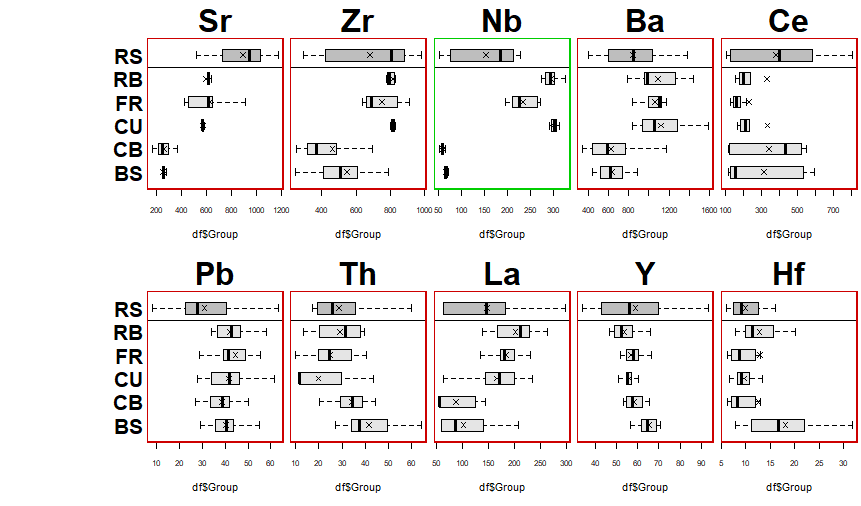 Sr Zr Nb Ba Ce
RS
RB
FR
CU
CB
BS
200 400 600 800 1000 1200 400 600 800 1000 50 100 150 200 250 300 400 600 800 1200 1600 100 300 500 700
df$Group df$Group df$Group df$Group df$Group
Pb Th La Y Hf
RS
RB
FR
CU
CB
BS
10 20 30 40 50 60 10 20 30 40 50 60 50 100 150 200 250 300 40 50 60 70 80 90 5 10 15 20 30
df$Group df$Group df$Group df$Group df$Group